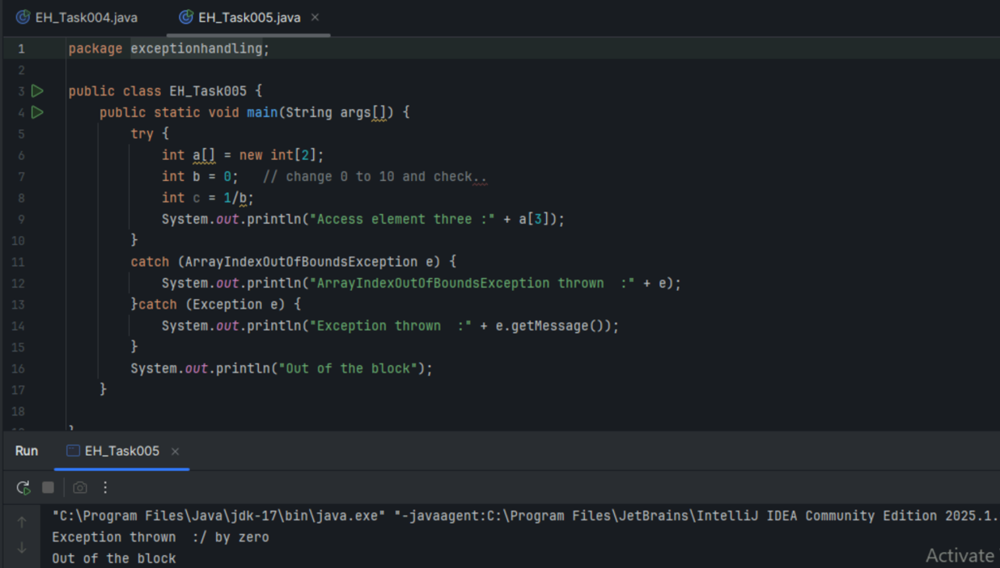 EH_Task004.java EH_Task005.java
1 package exceptionhandling;
2
3 public class EH_Task005 {
4 public static void main(String args[]) {
5 try {
6 int a[] = new int[2];
7 int b = 0; // change 0 to 10 and check..
8 int c = 1/b;
9 System.out.println("Access element three :" + a[3]);
10 }
11 catch (ArrayIndexOutOfBoundsException e) {
12 System.out.println("ArrayIndexOutOfBoundsException thrown  :" + e);
13 }catch (Exception e) {
14 System.out.println("Exception thrown  :" + e.getMessage());
15 }
16 System.out.println("Out of the block");
17 }
18
Run EH_Task005
"C:\Program Files\Java\jdk-17\bin\java.exe" "-javaagent:C:\Program Files\JetBrains\IntelliJ IDEA Community Edition 2025.1.
Exception thrown  :/ by zero
Out of the block
Activate